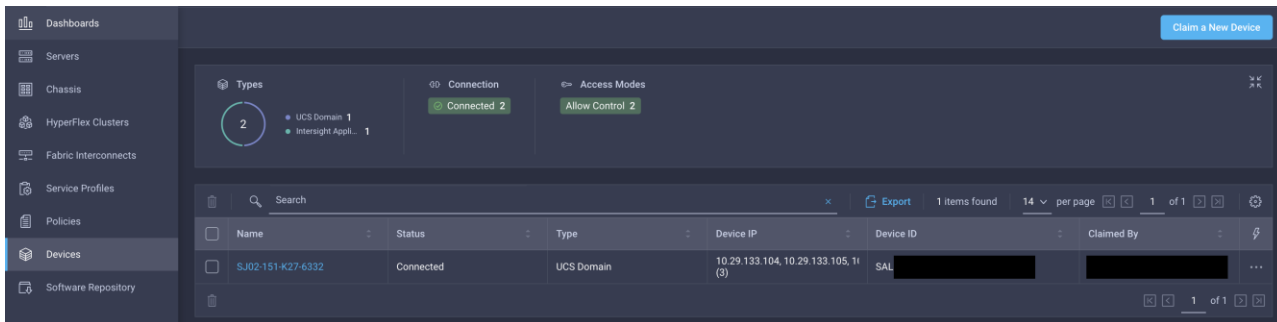 Dashboards
Claim a New Device
Servers
Chassis
HyperFlex Clusters
Fabric Interconnects
Service Profiles
Policies
Devices
Software Repository
Types
2
UCS Domain 1
Intersight Appli... 1
Connection
Connected 2
Access Modes
Allow Control 2
Search
Export 1 items found 14 per page 1 of 1
Name Status Type Device IP Device ID Claimed By
SJ02-151-K27-6332 Connected UCS Domain 10.29.133.104, 10.29.133.105, 1 SAL
(3)
1 of 1